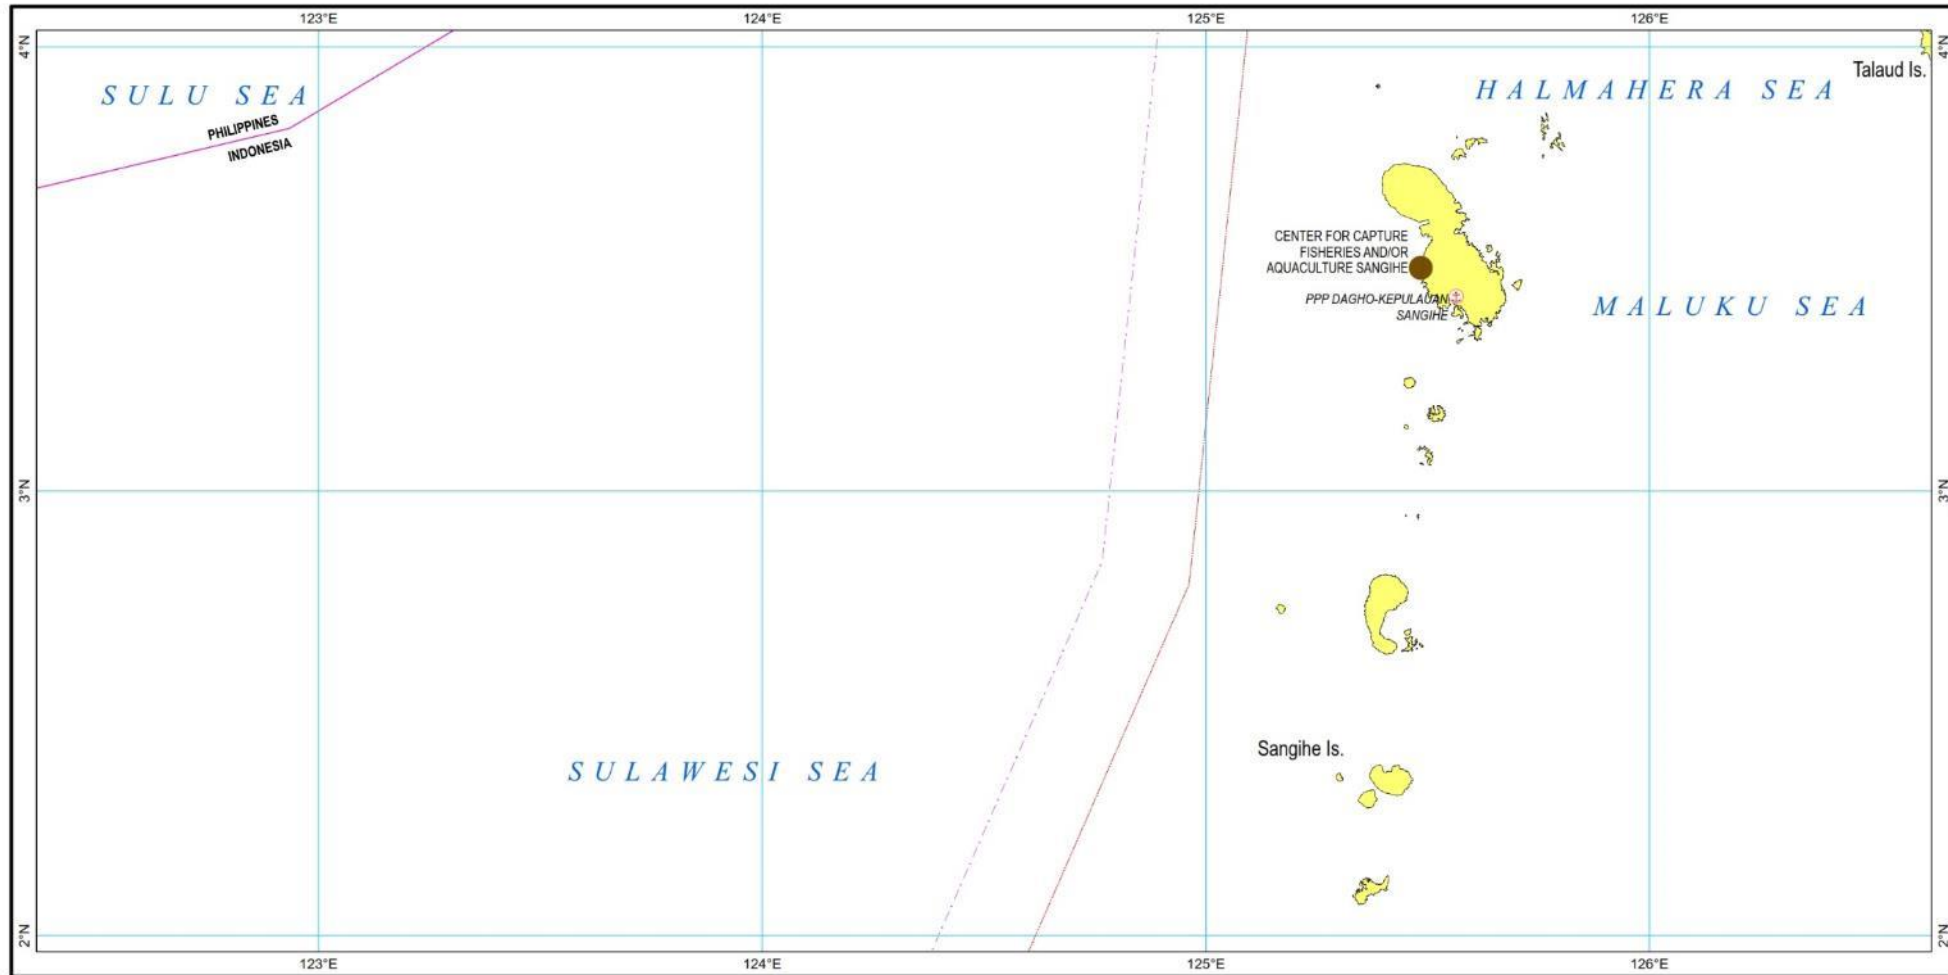 123°E
124°E
125°E
126°E
4°N
4°N
Talaud Is.
SULU SEA
HALMAHERA SEA
PHILIPPINES
INDONESIA
CENTER FOR CAPTURE
FISHERIES AND/OR
AQUACULTURE SANGIHE
PPP DAGHO-KEPULAUAN
SANGIHE
MALUKU SEA
3°N
3°N
Sangihe Is.
SULAWESI SEA
2°N
2°N
123°E
124°E
125°E
126°E